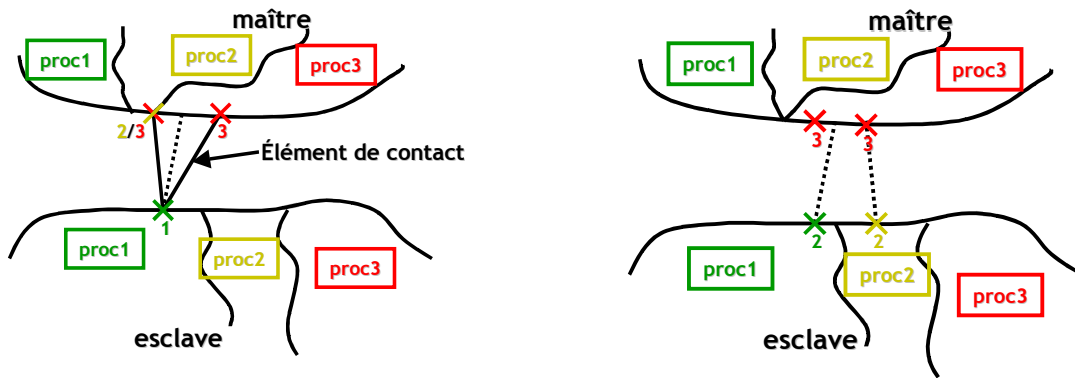 maître
proc1
proc2
proc3
2/3
3
Élément de contact
1
proc1
proc2
proc3
esclave
maître
proc1
proc2
proc3
3
3
2
2
proc1
proc2
proc3
esclave